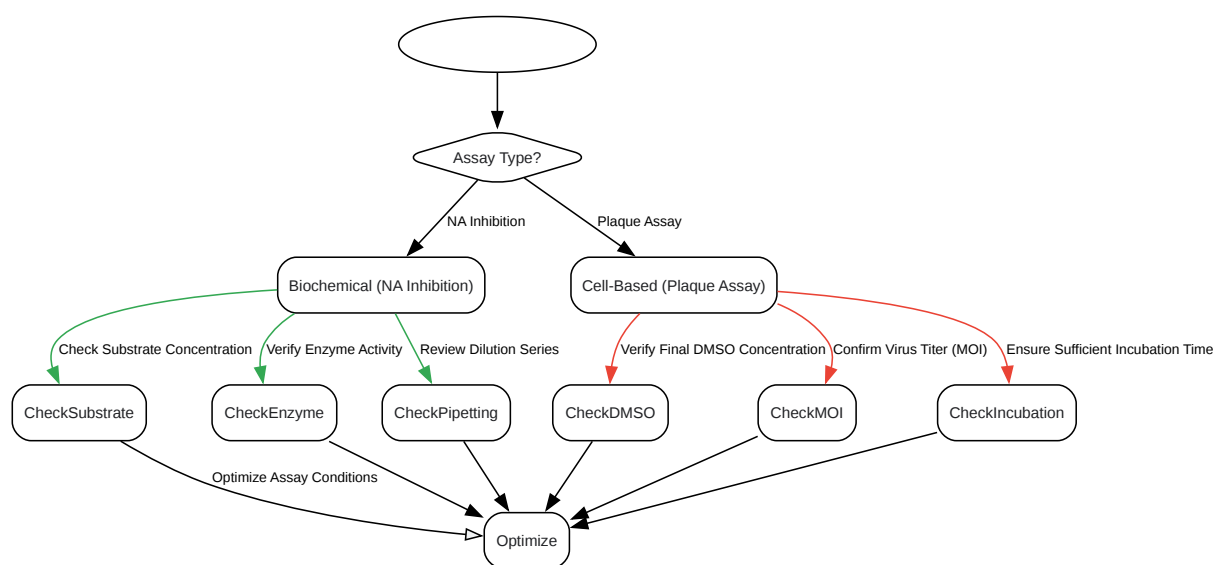 Assay Type?
NA Inhibition
Plaque Assay
Biochemical (NA Inhibition)
Cell-Based (Plaque Assay)
Check Substrate Concentration
Verify Enzyme Activity
Review Dilution Series
Verify Final DMSO Concentration
Confirm Virus Titer (MOI)
Ensure Sufficient Incubation Time
CheckSubstrate
CheckEnzyme
CheckPipetting
CheckDMSO
CheckMOI
CheckIncubation
Optimize Assay Conditions
Optimize